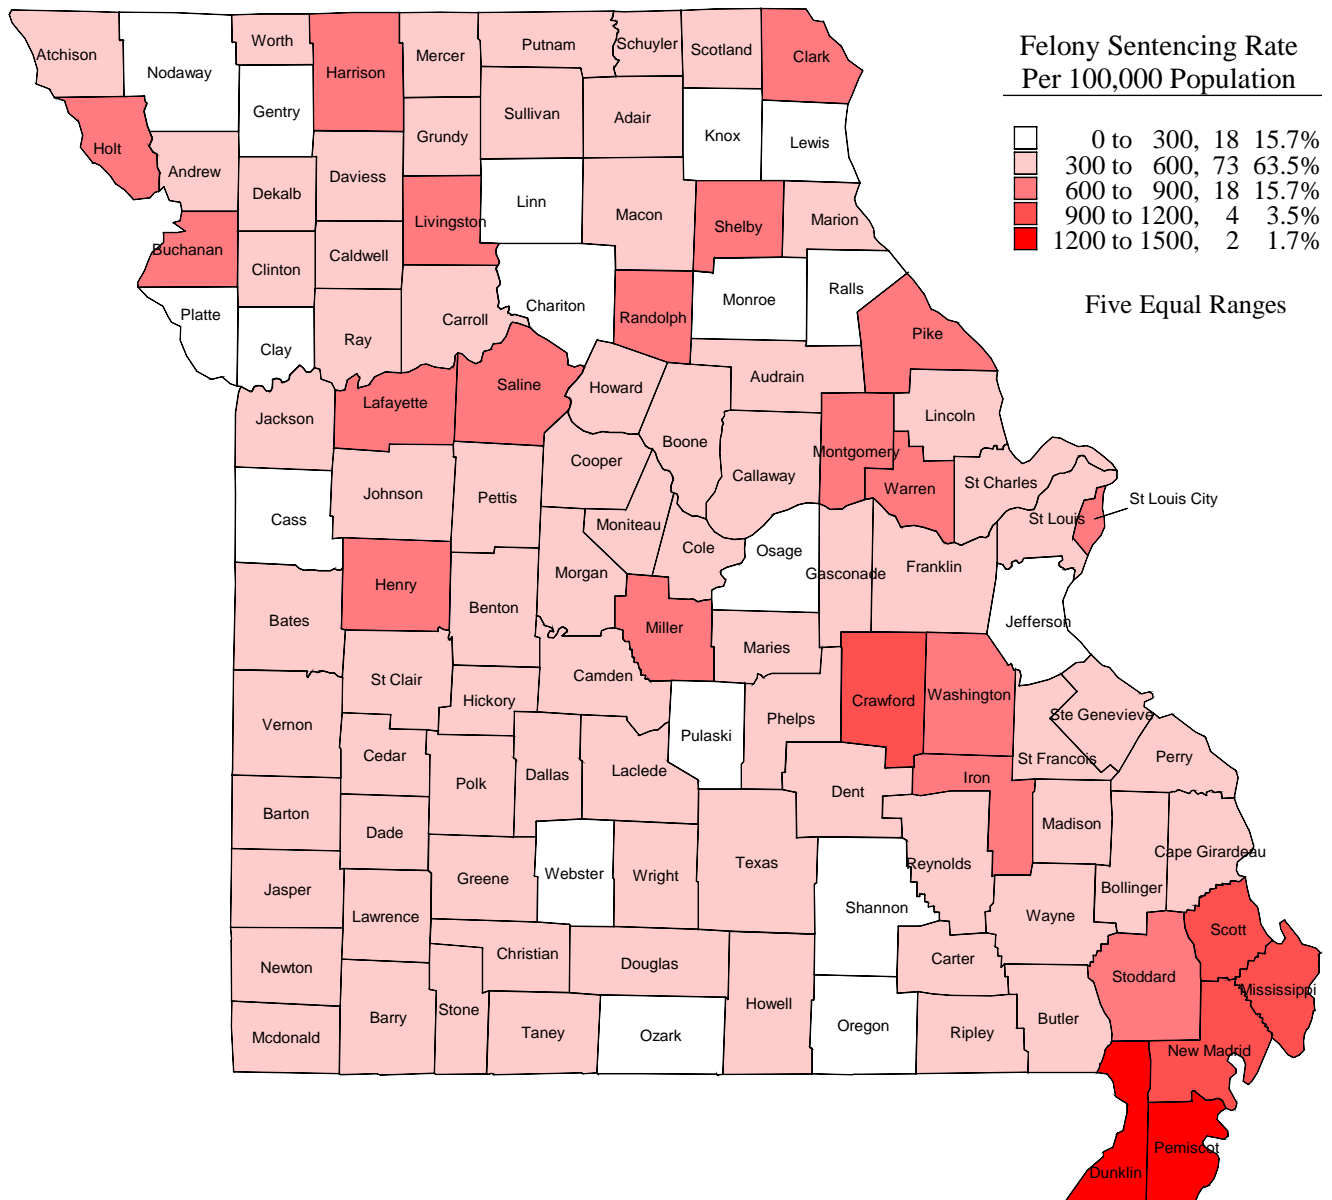 Felony Sentencing Rate
Per 100,000 Population
0 to 300, 18 15.7%
300 to 600, 73 63.5%
600 to 900, 18 15.7%
900 to 1200, 4 3.5%
1200 to 1500, 2 1.7%
Five Equal Ranges
Atchison
Nodaway
Worth
Harrison
Mercer
Putnam
Schuyler
Scotland
Clark
Gentry
Sullivan
Adair
Knox
Lewis
Holt
Andrew
Dekalb
Daviess
Grundy
Livingston
Linn
Macon
Shelby
Marion
Buchanan
Clinton
Caldwell
Platte
Clay
Ray
Carroll
Chariton
Randolph
Monroe
Ralls
Pike
Jackson
Lafayette
Saline
Howard
Boone
Audrain
Callaway
Montgomery
Lincoln
Warren
St Charles
St Louis
St Louis City
Cass
Johnson
Pettis
Cooper
Moniteau
Cole
Osage
Gasconade
Franklin
Jefferson
Bates
Henry
Benton
Morgan
Miller
Maries
Camden
St Clair
Hickory
Vernon
Cedar
Polk
Dallas
Laclede
Pulaski
Phelps
Crawford
Washington
Ste Genevieve
St Francois
Perry
Iron
Dent
Barton
Dade
Greene
Webster
Wright
Texas
Shannon
Reynolds
Madison
Bollinger
Cape Girardeau
Jasper
Lawrence
Christian
Douglas
Howell
Carter
Wayne
Stoddard
Scott
Mississippi
Newton
Mcdonald
Barry
Stone
Taney
Ozark
Oregon
Ripley
Butler
New Madrid
Dunklin
Pemiscot